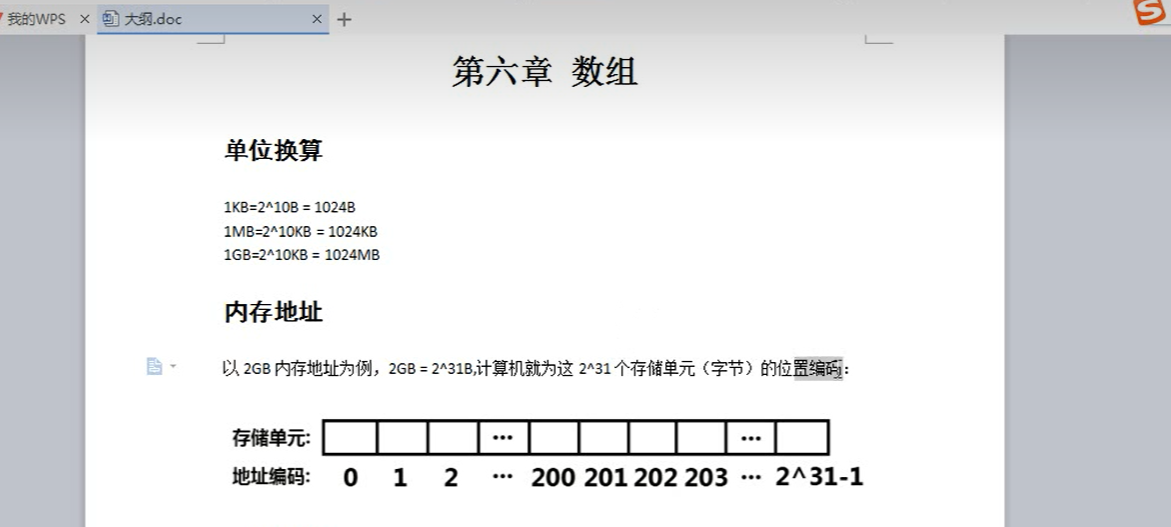 我的WPS
大纲.doc
第六章 数组
单位换算
1KB=2^10B = 1024B
1MB=2^10KB = 1024KB
1GB=2^10KB = 1024MB
内存地址
以 2GB 内存地址为例，2GB = 2^31B,计算机就为这 2^31 个存储单元（字节）的位置编码：
存储单元: ... ...
地址编码: 0 1 2 ... 200 201 202 203 ... 2^31-1